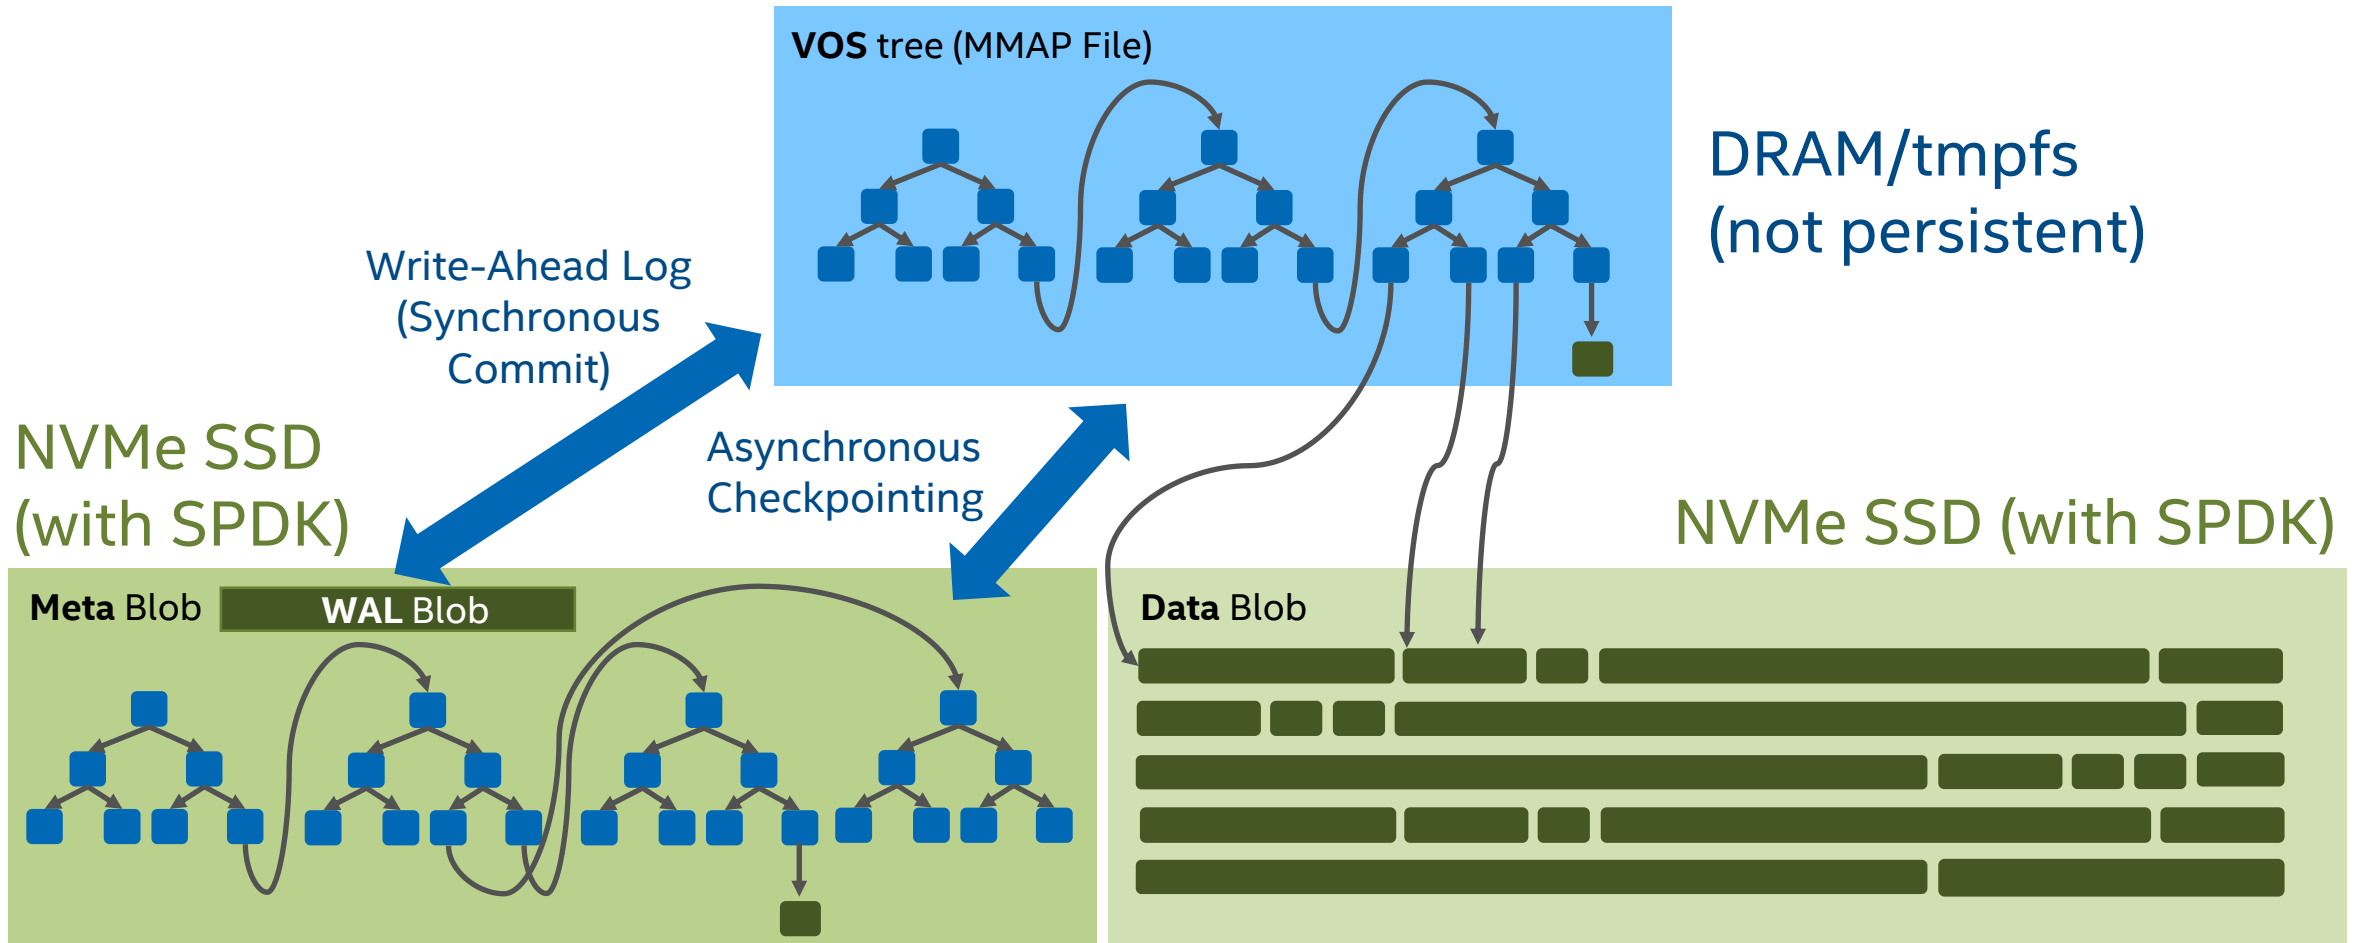 VOS tree (MMAP File)
DRAM/tmpfs
(not persistent)
Write-Ahead Log
(Synchronous
Commit)
Asynchronous
Checkpointing
NVMe SSD
(with SPDK)
NVMe SSD (with SPDK)
Meta Blob
WAL Blob
Data Blob